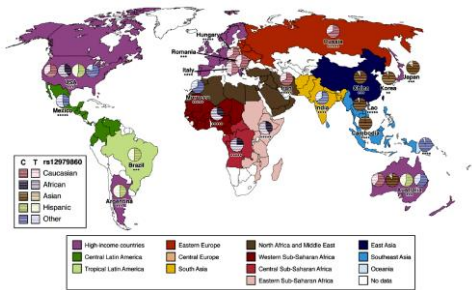 Hungary
Russia
Romania
Italy
Japan
China
Korea
Mexico
India
Lao
Cambodia
Brazil
Argentina
C T rs12979860
Caucasian
African
Asian
Hispanic
Other
High-income countries
Central Latin America
Tropical Latin America
Eastern Europe
Central Europe
South Asia
North Africa and Middle East
Western Sub-Saharan Africa
Central Sub-Saharan Africa
Eastern Sub-Saharan Africa
East Asia
Southeast Asia
Oceania
No data